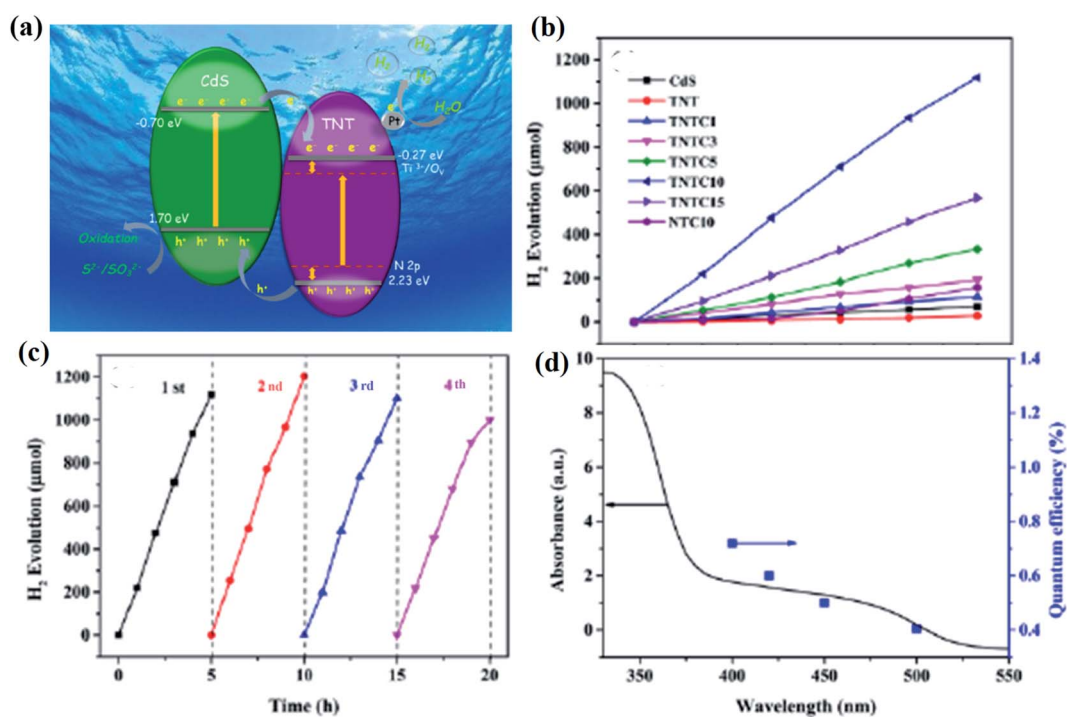 (a)
CdS
e⁻ e⁻ e⁻ e⁻
-0.70 eV
1.70 eV
h⁺ h⁺ h⁺ h⁺
Oxidation
S²⁻/SO₃²⁻
TNT
Pt
H₂O
e⁻ e⁻ e⁻ e⁻
-0.27 eV
Ti³⁺/Oᵥ
N 2p
2.23 eV
h⁺ h⁺ h⁺ h⁺
h⁺
(b)
H₂ Evolution (μmol)
1200
1000
800
600
400
200
0
CdS
TNT
TNTC1
TNTC3
TNTC5
TNTC10
TNTC15
NTC10
(c)
H₂ Evolution (μmol)
1200
1000
800
600
400
200
0
1 st
2 nd
3 rd
4 th
0 5 10 15 20
Time (h)
(d)
Absorbance (a.u.)
10
8
6
4
2
0
1.4
1.2
1.0
0.8
0.6
0.4
Quantum efficiency (%)
350 400 450 500 550
Wavelength (nm)